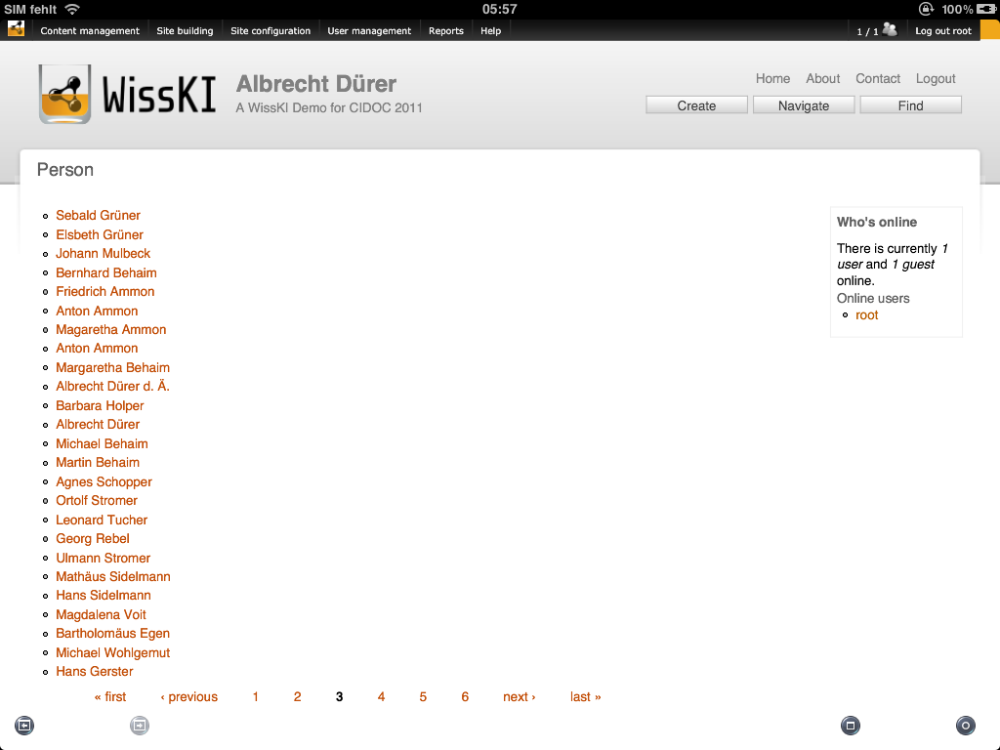 SIM fehlt 05:57 100%
Content management Site building Site configuration User management Reports Help 1 / 1 Log out root
WissKI
Albrecht Dürer
A WissKI Demo for CIDOC 2011
Home About Contact Logout
Create Navigate Find
Person
Sebald Grüner
Elsbeth Grüner
Johann Mulbeck
Bernhard Behaim
Friedrich Ammon
Anton Ammon
Magaretha Ammon
Anton Ammon
Margaretha Behaim
Albrecht Dürer d. Ä.
Barbara Holper
Albrecht Dürer
Michael Behaim
Martin Behaim
Agnes Schopper
Ortolf Stromer
Leonard Tucher
Georg Rebel
Ulmann Stromer
Mathäus Sidelmann
Hans Sidelmann
Magdalena Voit
Bartholomäus Egen
Michael Wohlgemut
Hans Gerster
« first ‹ previous 1 2 3 4 5 6 next › last »
Who's online
There is currently 1
user and 1 guest
online.
Online users
root